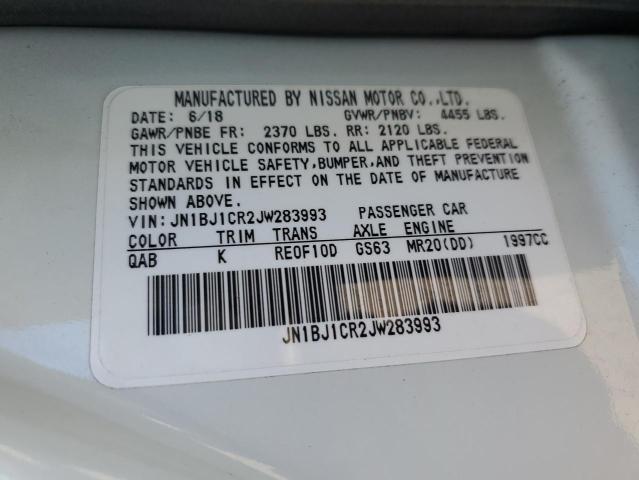 MANUFACTURED BY NISSAN MOTOR CO.,LTD.
DATE: 6/18 GVWR/PNBV: 4455 LBS.
GAWR/PNBE FR: 2370 LBS. RR: 2120 LBS.
THIS VEHICLE CONFORMS TO ALL APPLICABLE FEDERAL
MOTOR VEHICLE SAFETY,BUMPER,AND THEFT PREVENTION
STANDARDS IN EFFECT ON THE DATE OF MANUFACTURE
SHOWN ABOVE.
VIN:JN1BJ1CR2JW283993 PASSENGER CAR
COLOR TRIM TRANS AXLE ENGINE
QAB K RE0F10D GS63 MR20(DD) 1997CC
JN1BJ1CR2JW283993